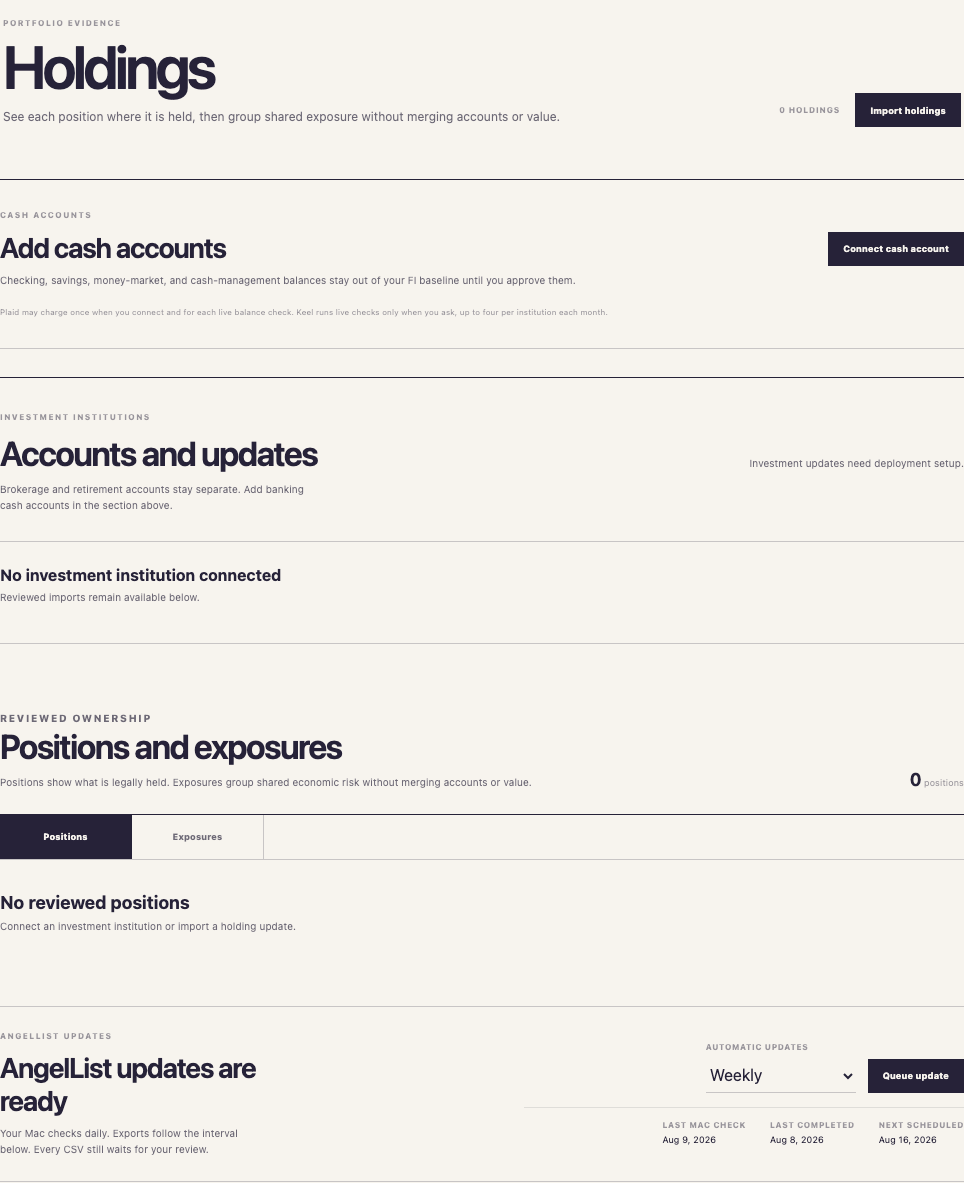 PORTFOLIO EVIDENCE
Holdings
See each position where it is held, then group shared exposure without merging accounts or value.
0 HOLDINGS
Import holdings
CASH ACCOUNTS
Add cash accounts
Connect cash account
Checking, savings, money-market, and cash-management balances stay out of your FI baseline until you approve them.
Plaid may charge once when you connect and for each live balance check. Keel runs live checks only when you ask, up to four per institution each month.
INVESTMENT INSTITUTIONS
Accounts and updates
Investment updates need deployment setup.
Brokerage and retirement accounts stay separate. Add banking
cash accounts in the section above.
No investment institution connected
Reviewed imports remain available below.
REVIEWED OWNERSHIP
Positions and exposures
Positions show what is legally held. Exposures group shared economic risk without merging accounts or value.
0 positions
Positions
Exposures
No reviewed positions
Connect an investment institution or import a holding update.
ANGELLIST UPDATES
AngelList updates are
ready
Your Mac checks daily. Exports follow the interval
below. Every CSV still waits for your review.
AUTOMATIC UPDATES
Weekly
Queue update
LAST MAC CHECK
Aug 9, 2026
LAST COMPLETED
Aug 8, 2026
NEXT SCHEDULED
Aug 16, 2026